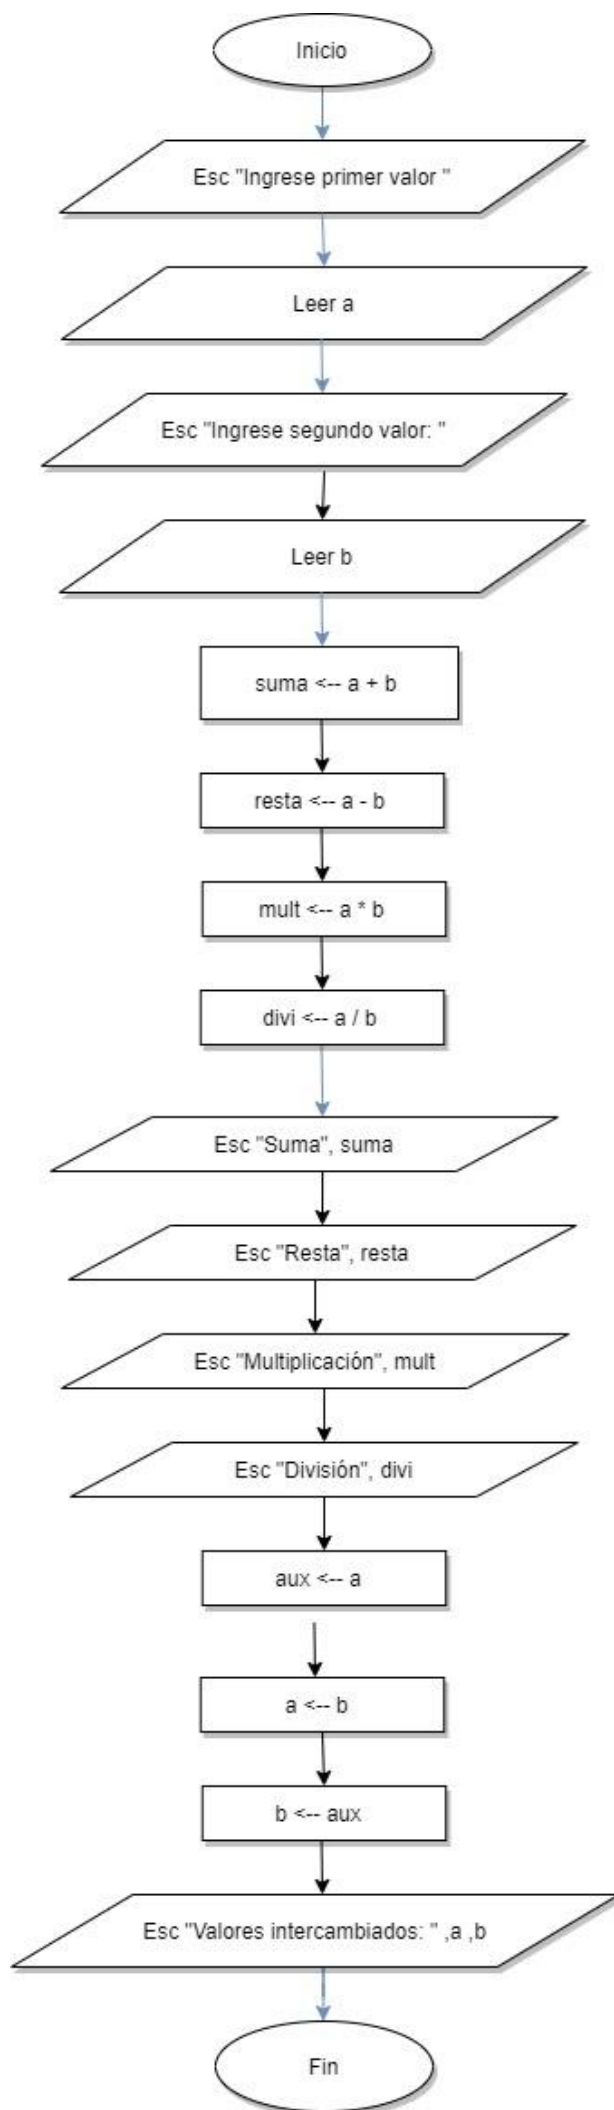 Inicio
Esc "Ingrese primer valor "
Leer a
Esc "Ingrese segundo valor: "
Leer b
suma <-- a + b
resta <-- a - b
mult <-- a * b
divi <-- a / b
Esc "Suma", suma
Esc "Resta", resta
Esc "Multiplicación", mult
Esc "División", divi
aux <-- a
a <-- b
b <-- aux
Esc "Valores intercambiados: " ,a ,b
Fin